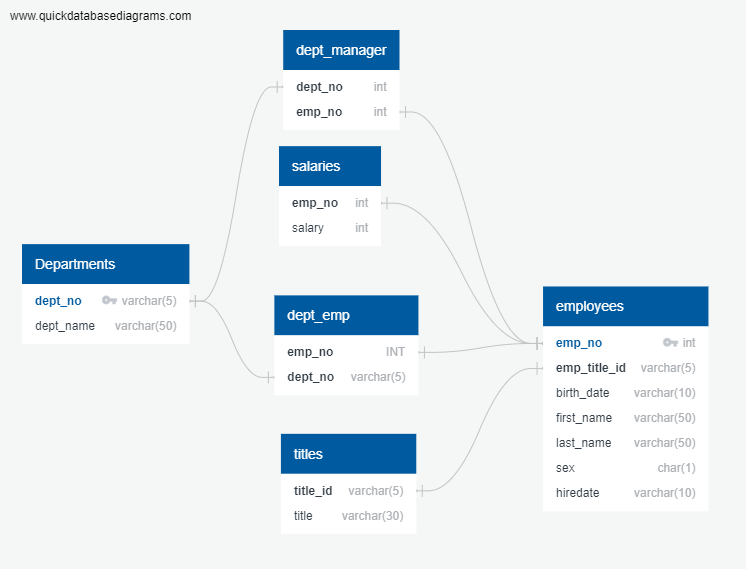 www.quickdatabasediagrams.com
dept_manager
dept_no int
emp_no int
salaries
emp_no int
salary int
Departments
dept_no varchar(5)
dept_name varchar(50)
dept_emp
emp_no INT
dept_no varchar(5)
titles
title_id varchar(5)
title varchar(30)
employees
emp_no int
emp_title_id varchar(5)
birth_date varchar(10)
first_name varchar(50)
last_name varchar(50)
sex char(1)
hiredate varchar(10)